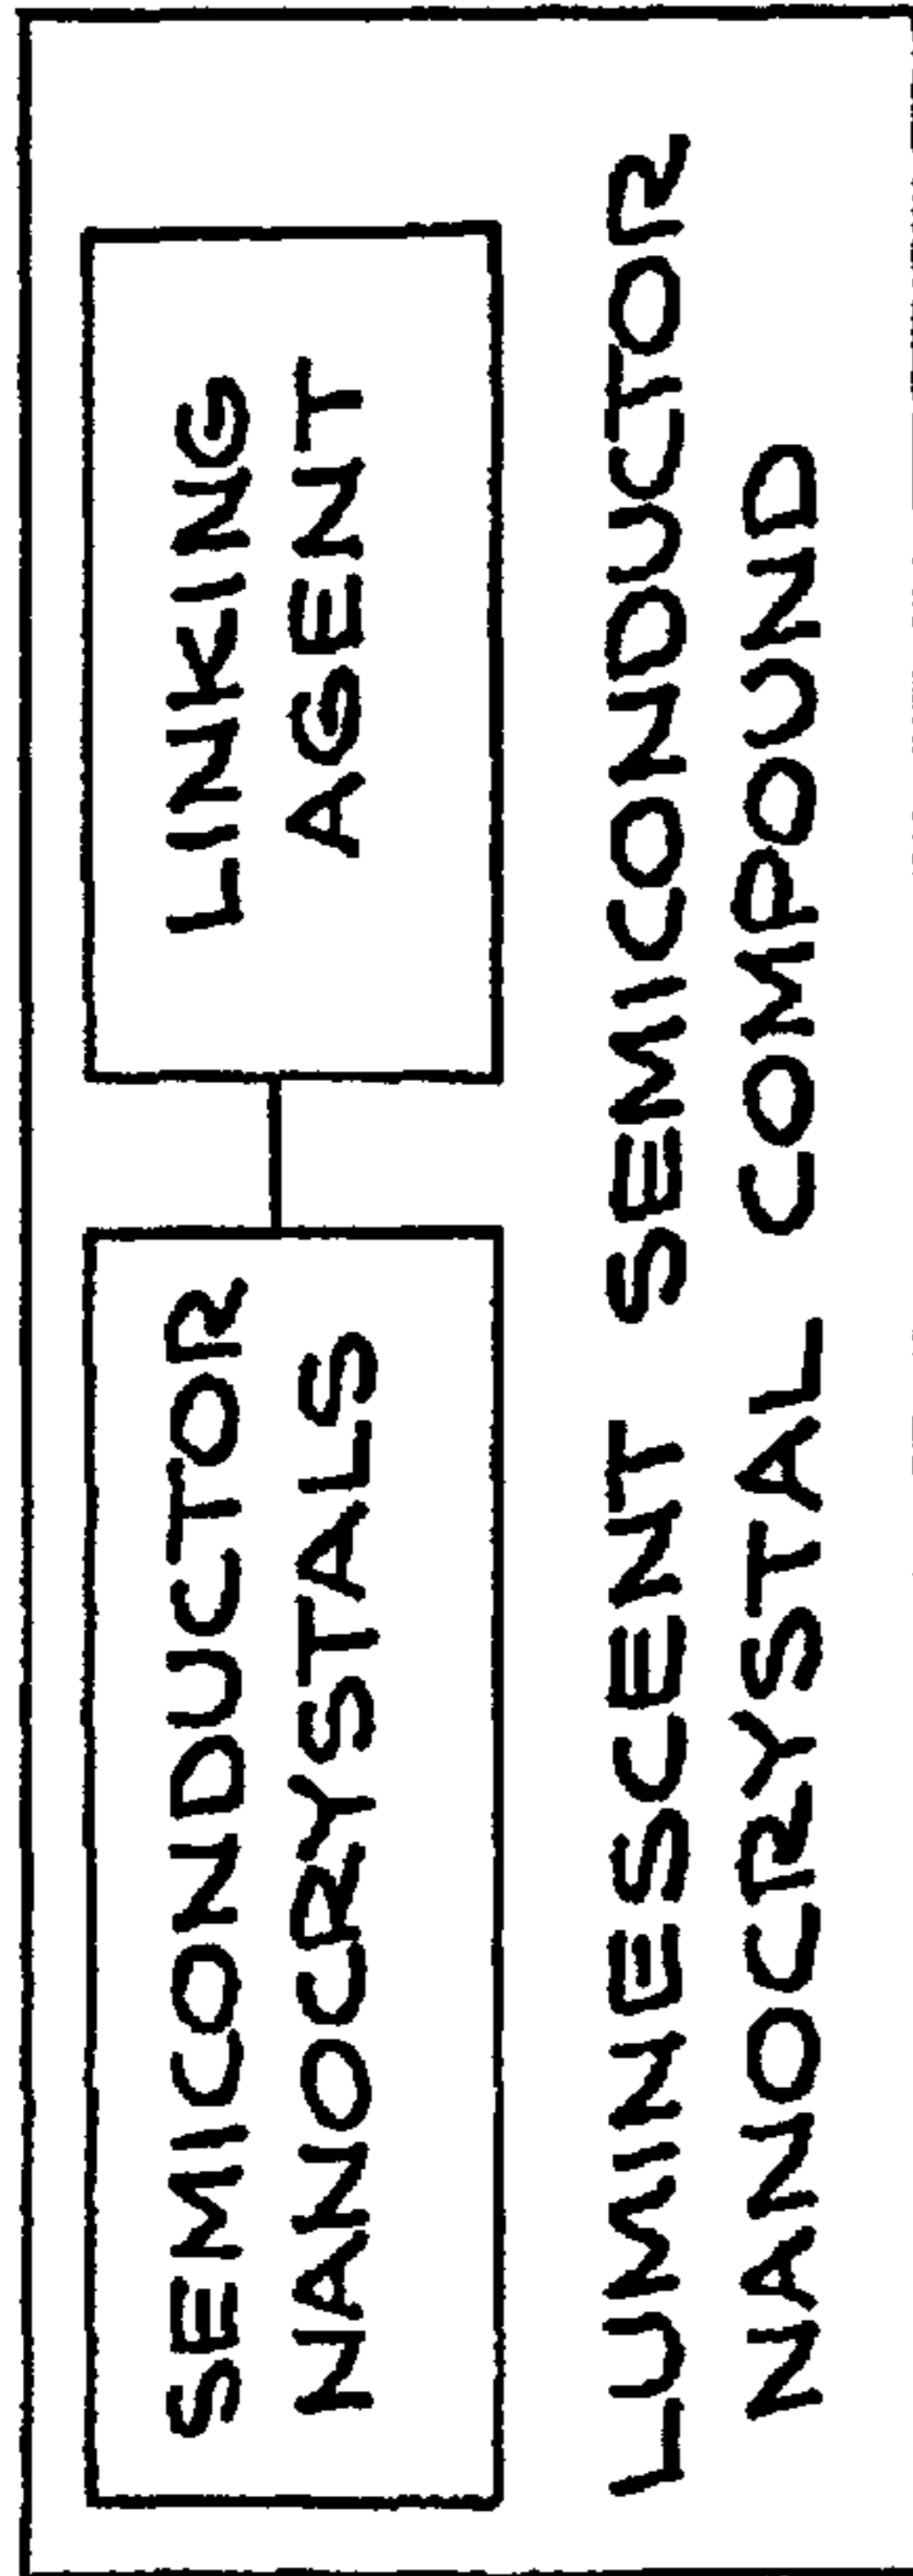 SEMICONDUCTOR
NANOCRYSTALS
LINKING
AGENT
LUMINESCENT SEMICONDUCTOR
NANOCRYSTAL COMPOUND